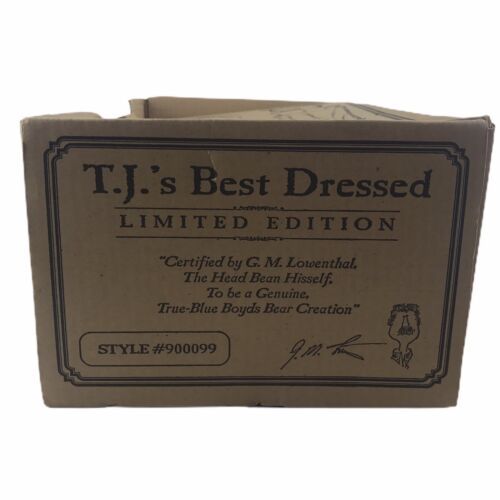 T.J.'s Best Dressed
LIMITED EDITION
"Certified by G. M. Lowenthal,
The Head Bean Hisself,
To be a Genuine,
True-Blue Boyds Bear Creation"
STYLE #900099